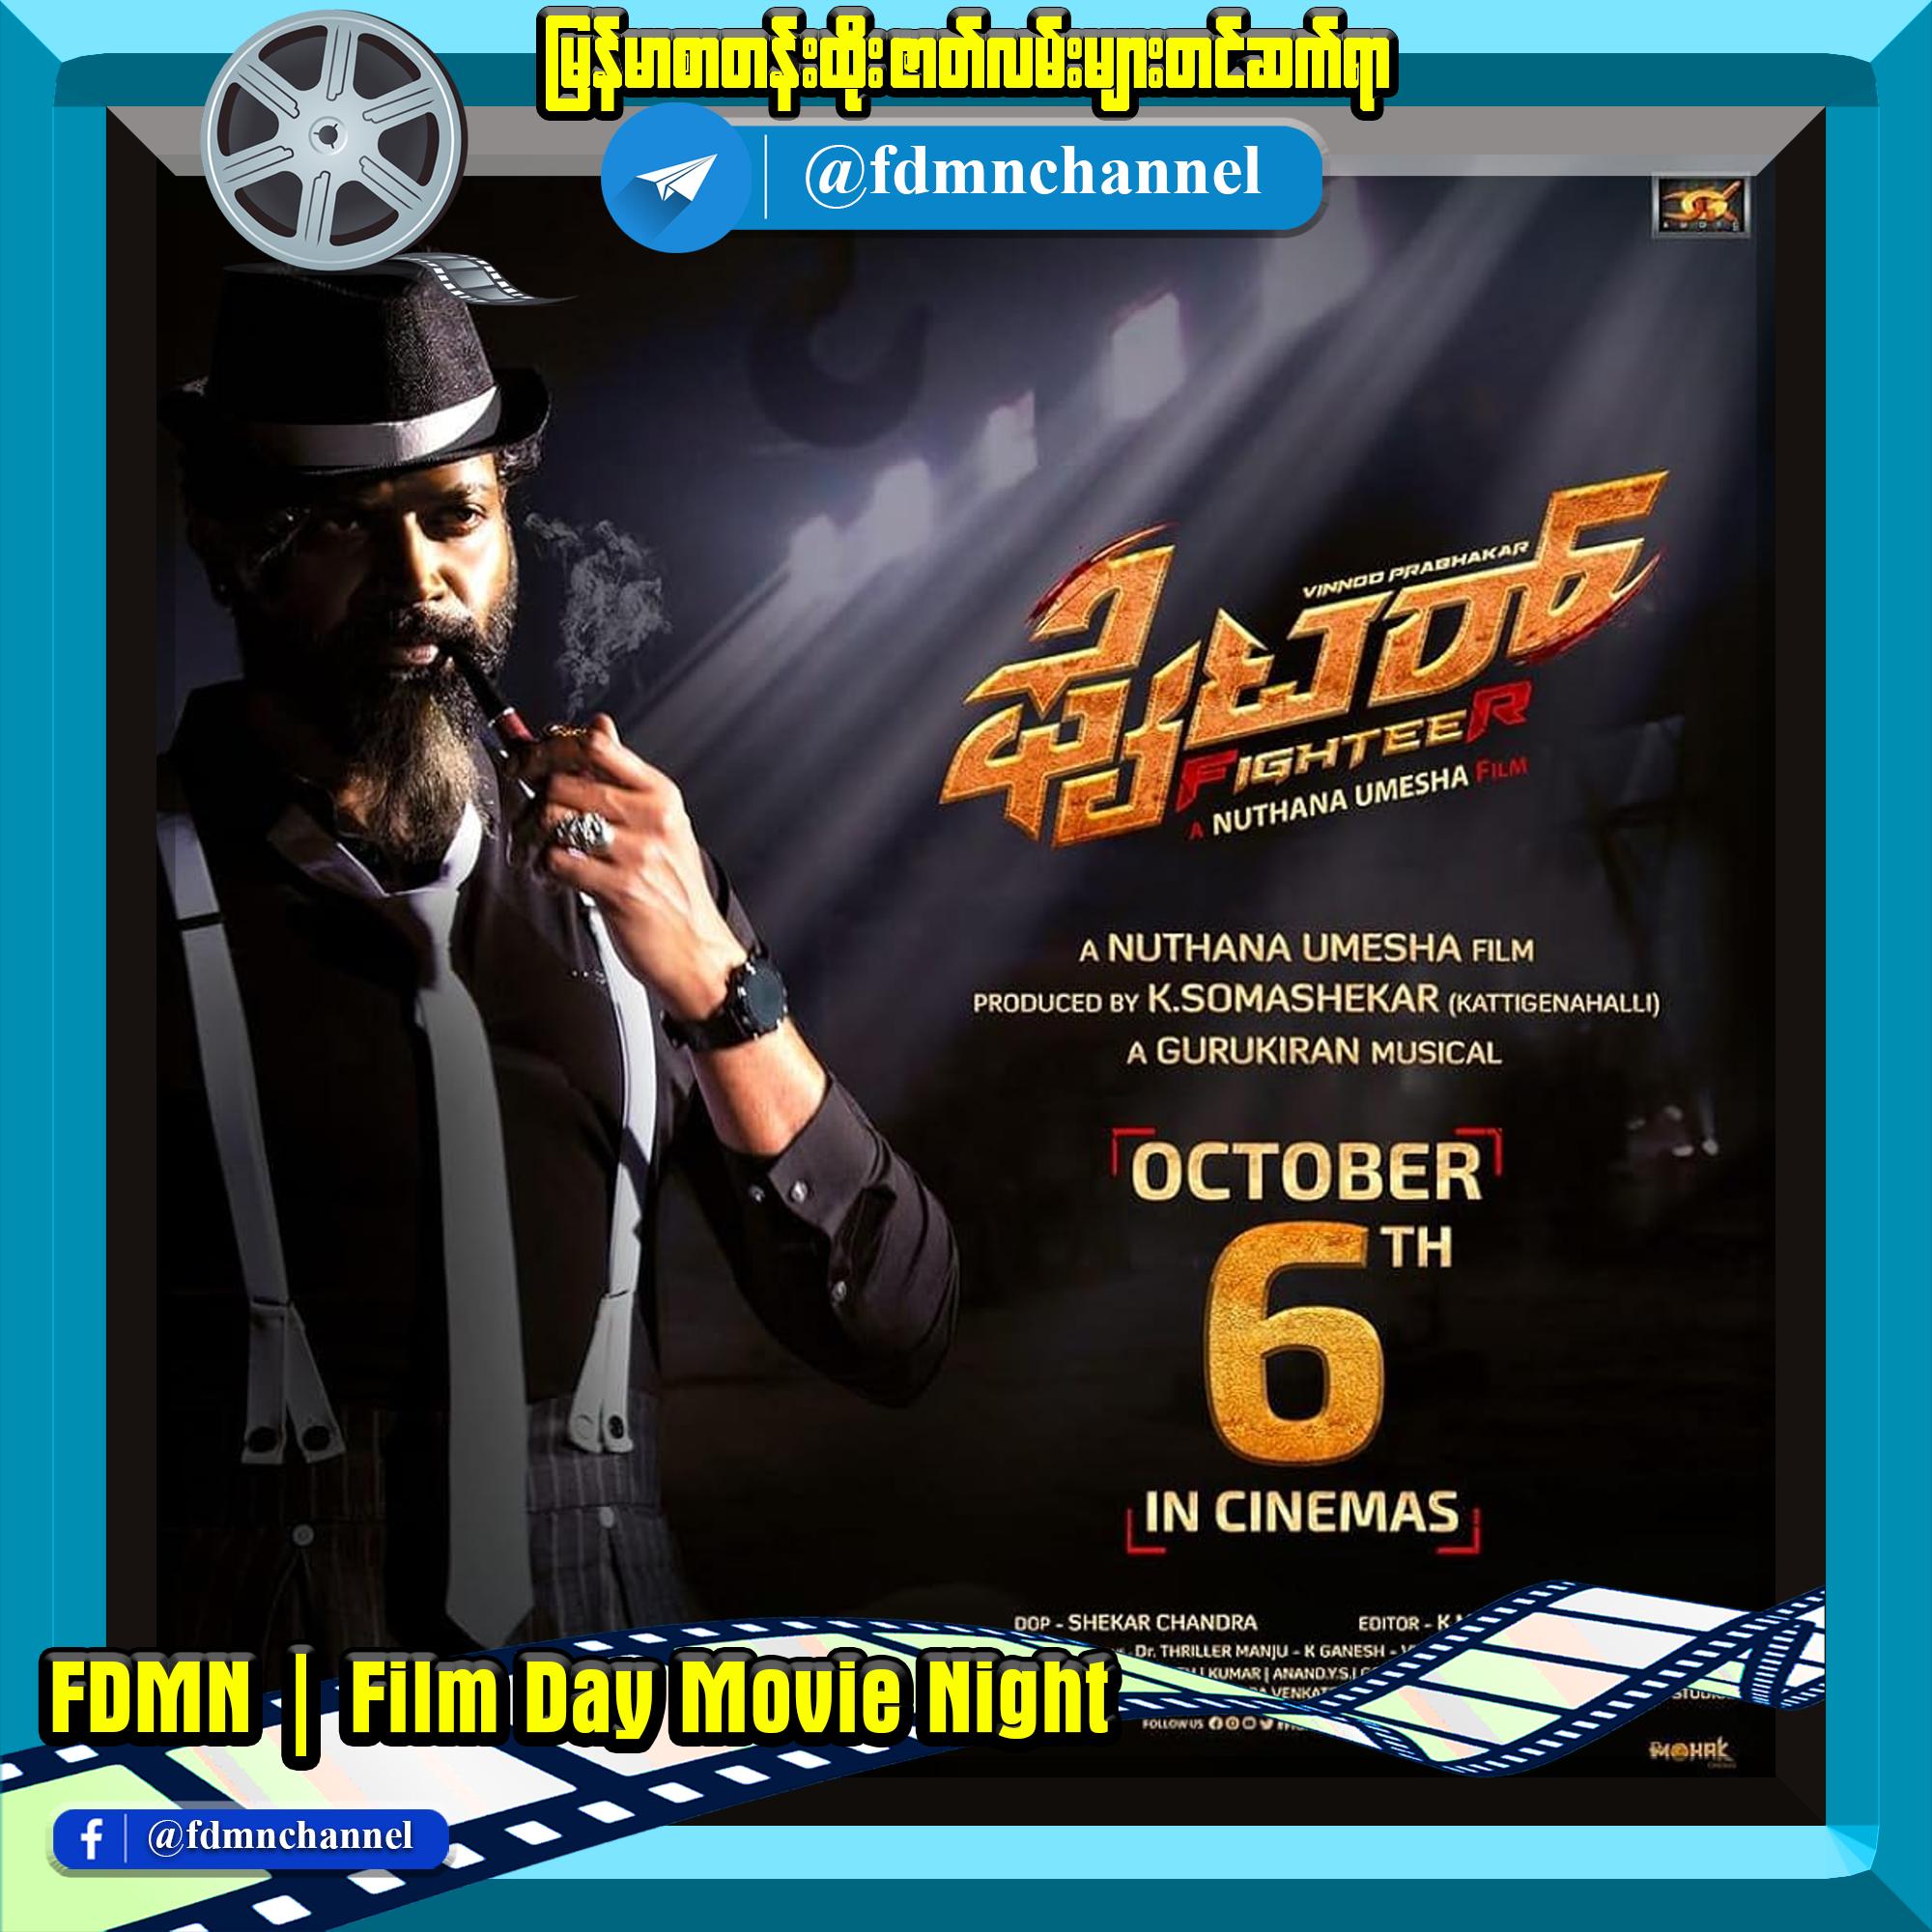 မြန်မာစာတန်းထိုးဇာတ်လမ်းများတင်ဆက်ရာ
@fdmnchannel
VINNOD PRABHAKAR
ಫೈಟರ್
FIGHTEER
A NUTHANA UMESHA FILM
A NUTHANA UMESHA FILM
PRODUCED BY K.SOMASHEKAR (KATTIGENAHALLI)
A GURUKIRAN MUSICAL
OCTOBER
6TH
IN CINEMAS
DOP - SHEKAR CHANDRA EDITOR - K
Dr. THRILLER MANJU - K GANESH -
KUMAR | ANAND.Y.S.|
FOLLOW US
MOHAK
FDMN | Film Day Movie Night
@fdmnchannel